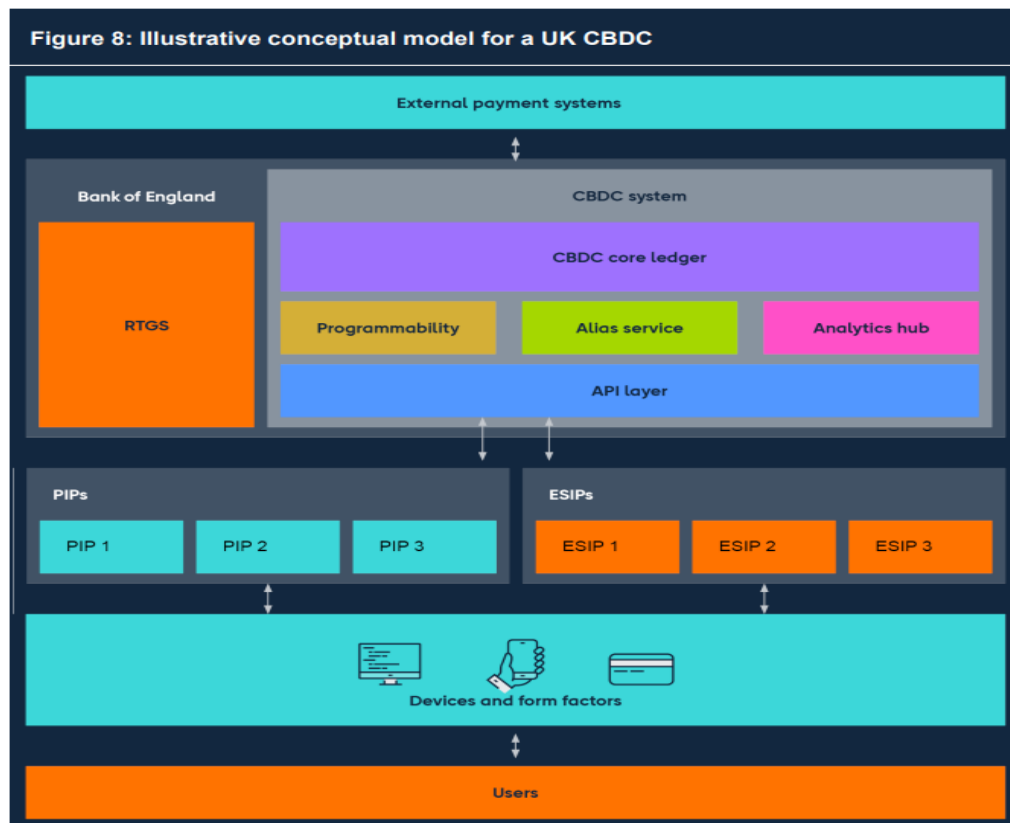 Figure 8: Illustrative conceptual model for a UK CBDC
External payment systems
Bank of England
CBDC system
CBDC core ledger
RTGS
Programmability
Alias service
Analytics hub
API layer
PIPs
ESIPs
PIP 1
PIP 2
PIP 3
ESIP 1
ESIP 2
ESIP 3
Devices and form factors
Users